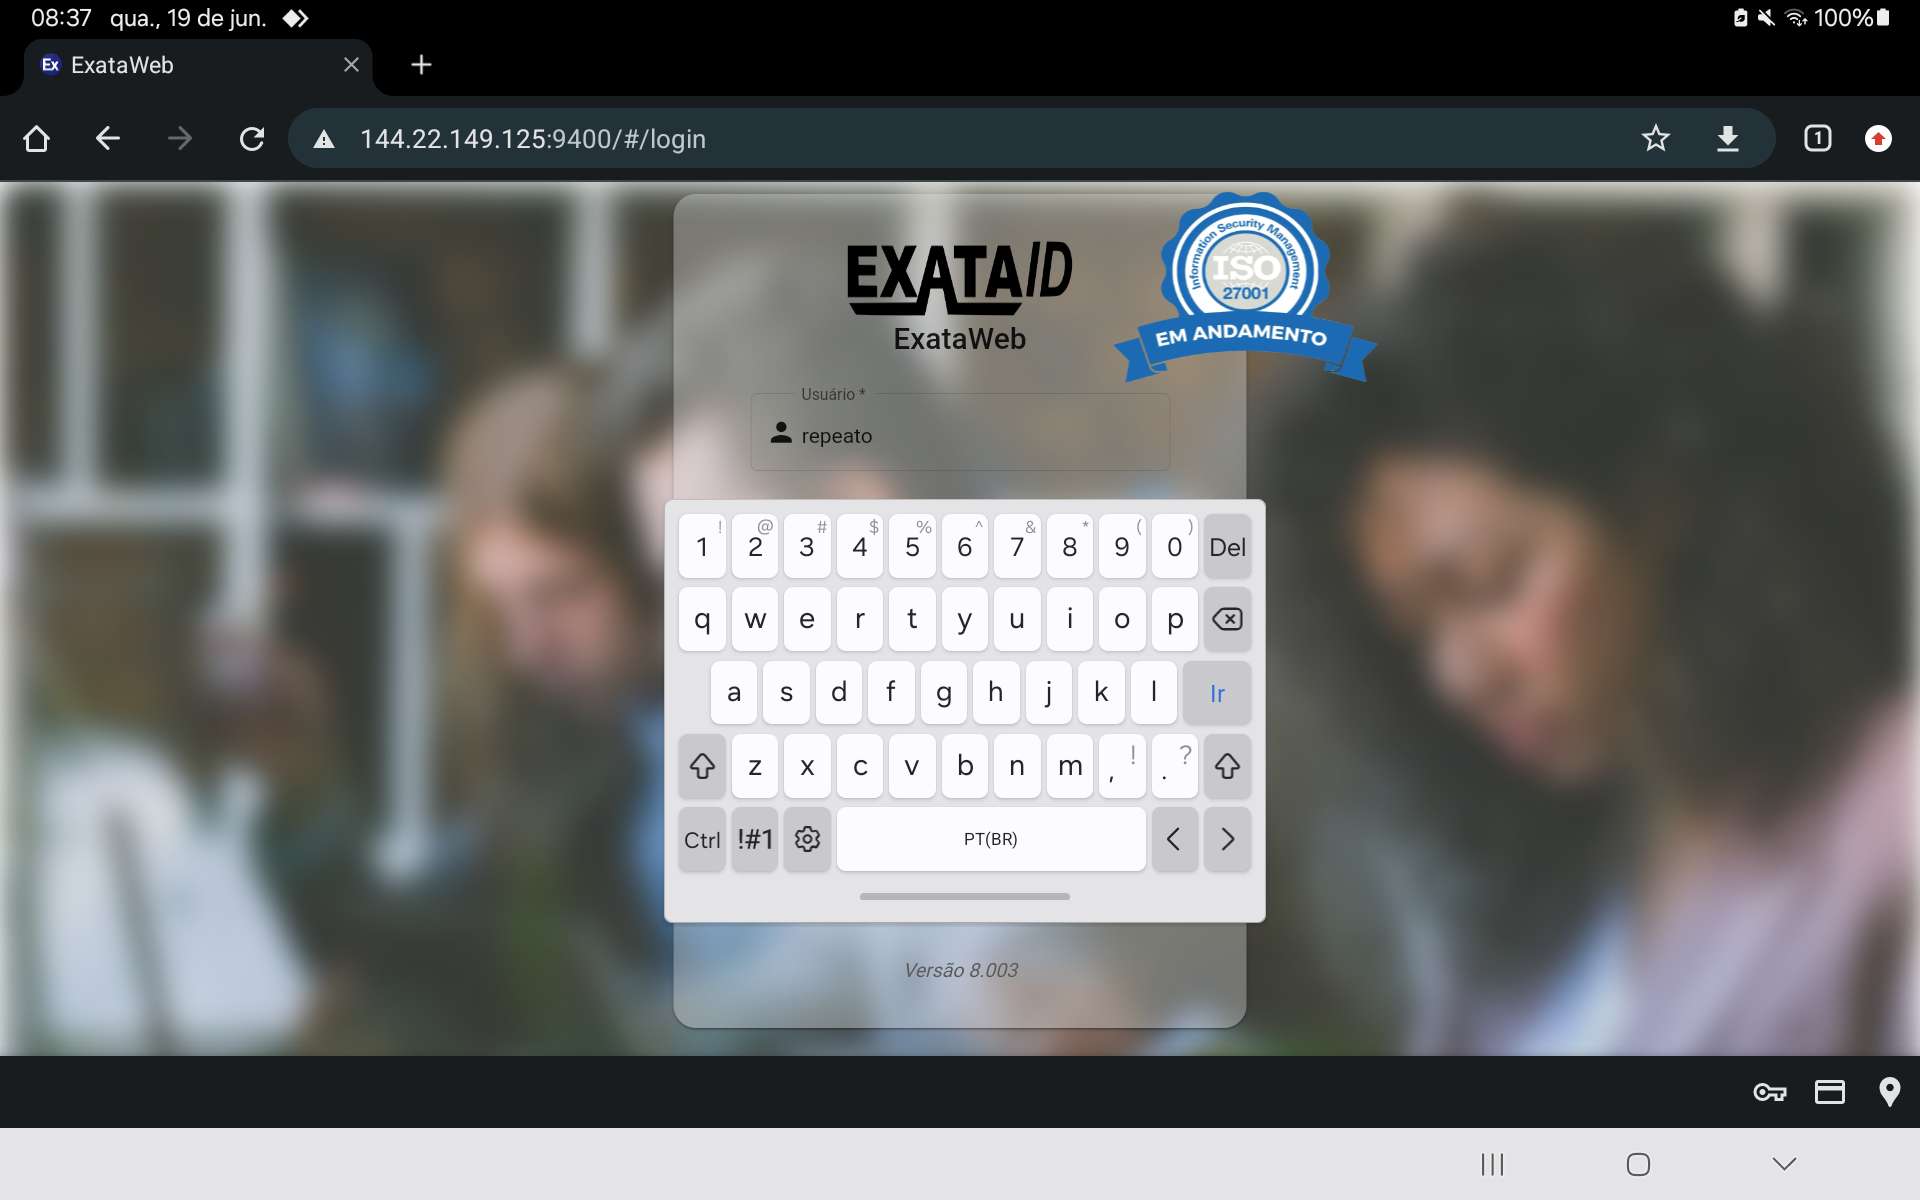 08:37 qua., 19 de jun. 100%
Ex ExataWeb
144.22.149.125:9400/#/login 1
EXATAID
ExataWeb
Information Security Management
ISO
27001
EM ANDAMENTO
Usuário *
repeato
! @ # $ % ^ & * ( )
1 2 3 4 5 6 7 8 9 0 Del
q w e r t y u i o p
a s d f g h j k l Ir
z x c v b n m , ! . ?
Ctrl !#1 PT(BR) < >
Versão 8.003